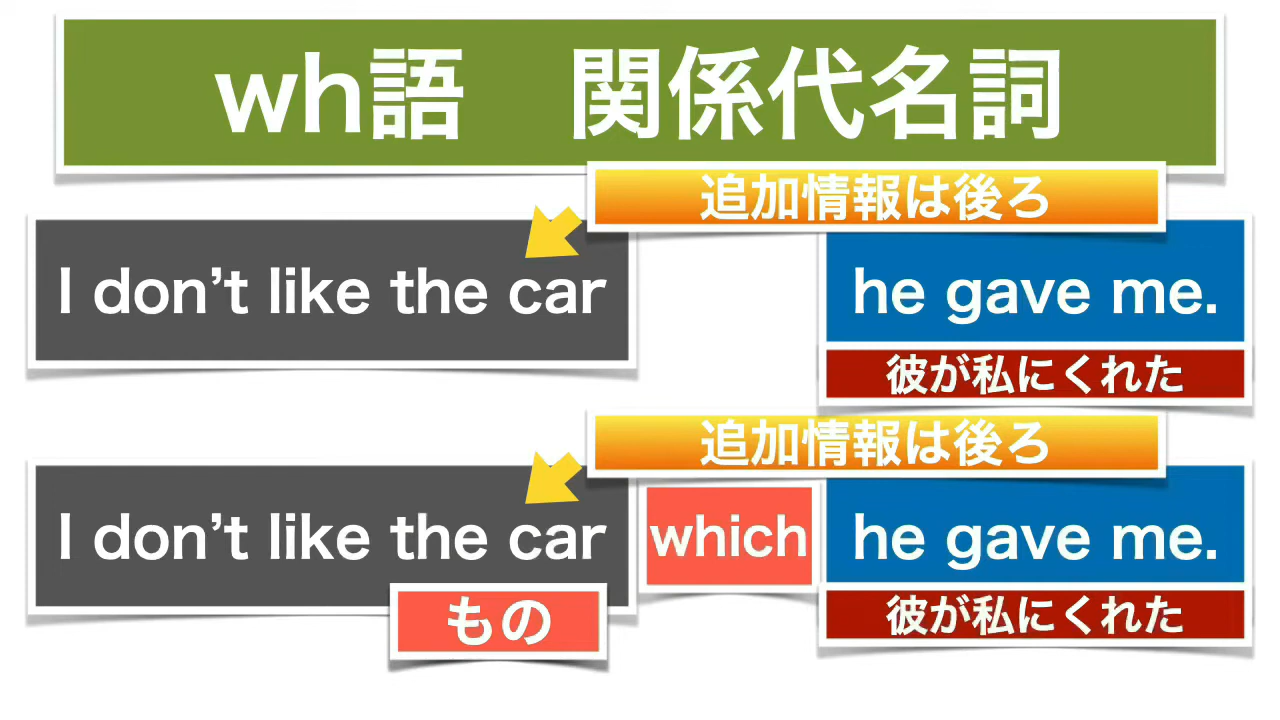 wh語　関係代名詞
追加情報は後ろ
I don’t like the car he gave me.
彼が私にくれた
追加情報は後ろ
I don’t like the car which he gave me.
もの
彼が私にくれた